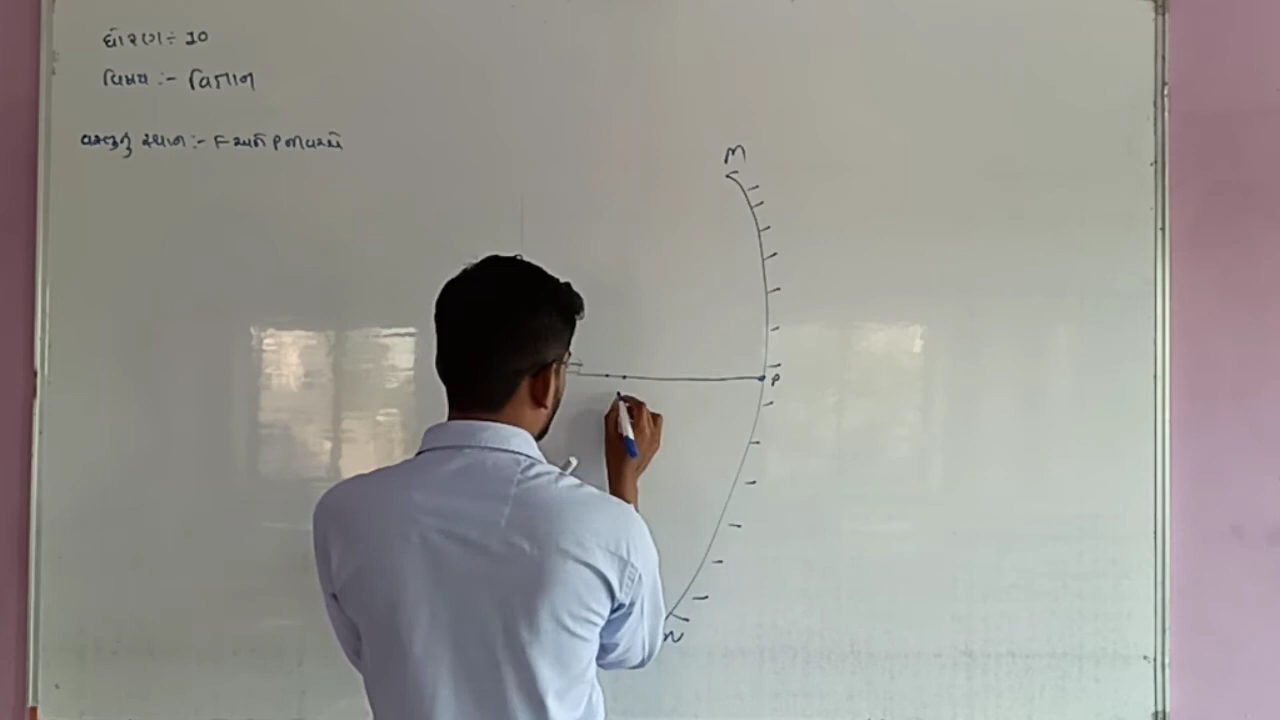 ધોરણ ÷ 10
વિષય :- વિજ્ઞાન
વસ્તુનું સ્થાન :- F અને P ના વચ્ચે
M
P
N